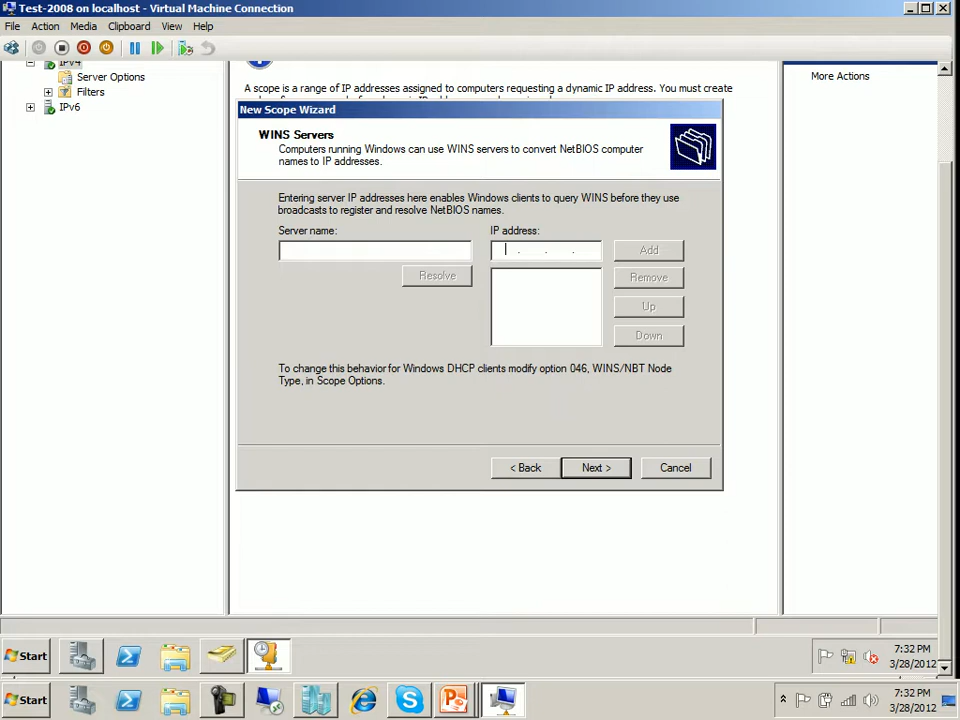 Test-2008 on localhost - Virtual Machine Connection
File Action Media Clipboard View Help
IPv4
Server Options
Filters
IPv6
A scope is a range of IP addresses assigned to computers requesting a dynamic IP address. You must create
More Actions
New Scope Wizard
WINS Servers
Computers running Windows can use WINS servers to convert NetBIOS computer
names to IP addresses.
Entering server IP addresses here enables Windows clients to query WINS before they use
broadcasts to register and resolve NetBIOS names.
Server name:
IP address:
Add
Resolve
Remove
Up
Down
To change this behavior for Windows DHCP clients modify option 046, WINS/NBT Node
Type, in Scope Options.
< Back
Next >
Cancel
Start
7:32 PM
3/28/2012
Start
7:32 PM
3/28/2012